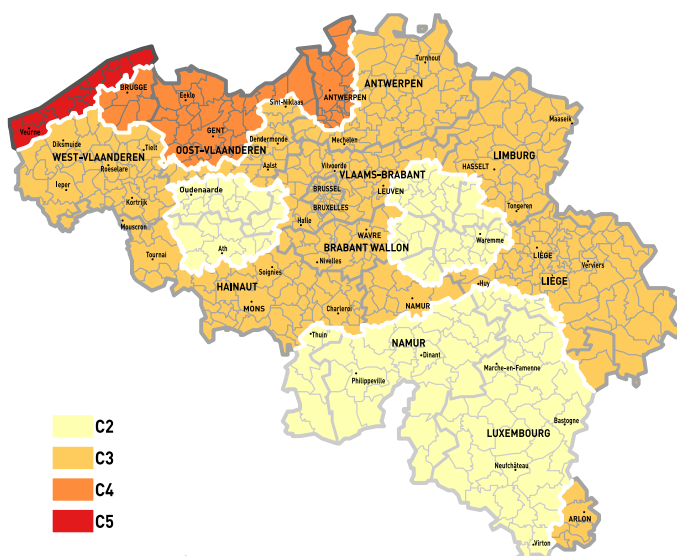 Turnhout
ANTWERPEN
BRUGGE
Eekle
Sint-Niklaas
ANTWERPEN
Maaseik
Veurne
GENT
Diksmuide
Tielt
OOST-VLAANDEREN
Dendermonde
Mechelen
WEST-VLAANDEREN
Roeselare
Aalst
Vilvoorde
VLAAMS-BRABANT
HASSELT
LIMBURG
Ieper
Oudenaarde
BRUSSEL
LEUVEN
Kortrijk
BRUXELLES
Tongeren
Mouscron
Halle
WAVRE
Waremme
Ath
BRABANT WALLON
LIÈGE
Tournai
Soignies
Nivelles
Verviers
HAINAUT
Huy
LIÈGE
MONS
Charleroi
NAMUR
Thuin
NAMUR
Dinant
Philippeville
Marche-en-Famenne
C2
Bastogne
LUXEMBOURG
C3
Neufchâteau
C4
C5
ARLON
Virton